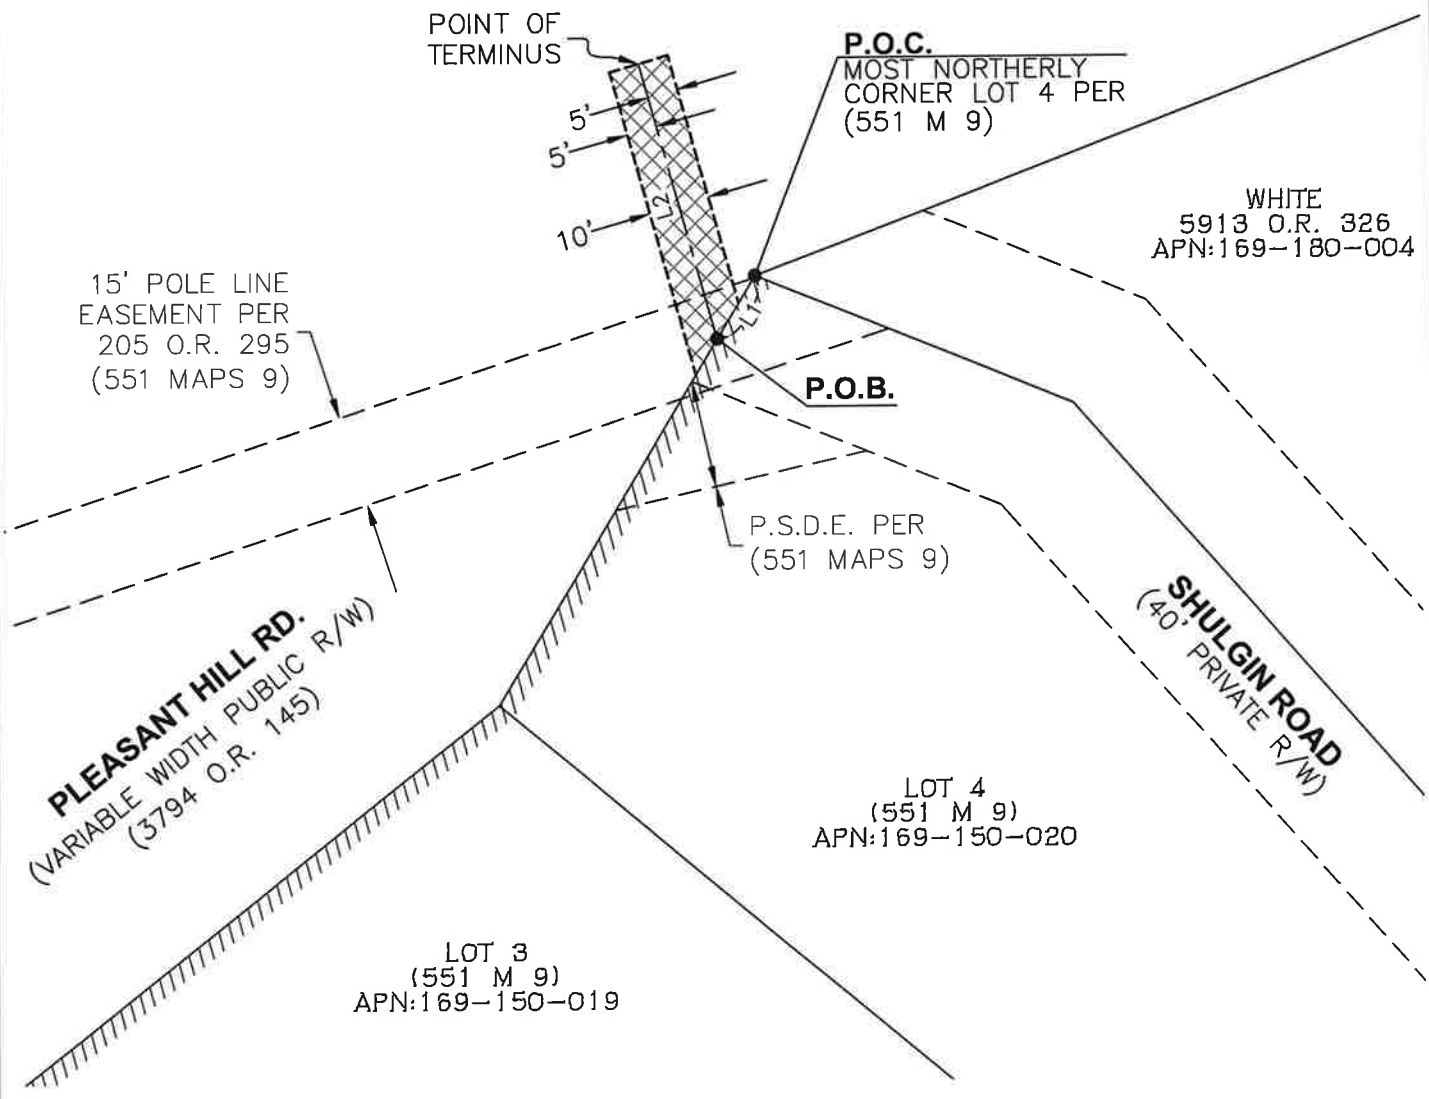 POINT OF
TERMINUS
P.O.C.
MOST NORTHERLY
CORNER LOT 4 PER
(551 M 9)
5'
5'
10'
L2
L1
WHITE
5913 O.R. 326
APN:169-180-004
15' POLE LINE
EASEMENT PER
205 O.R. 295
(551 MAPS 9)
P.O.B.
P.S.D.E. PER
(551 MAPS 9)
PLEASANT HILL RD.
(VARIABLE WIDTH PUBLIC R/W)
(3794 O.R. 145)
SHULGIN ROAD
(40' PRIVATE R/W)
LOT 4
(551 M 9)
APN:169-150-020
LOT 3
(551 M 9)
APN:169-150-019